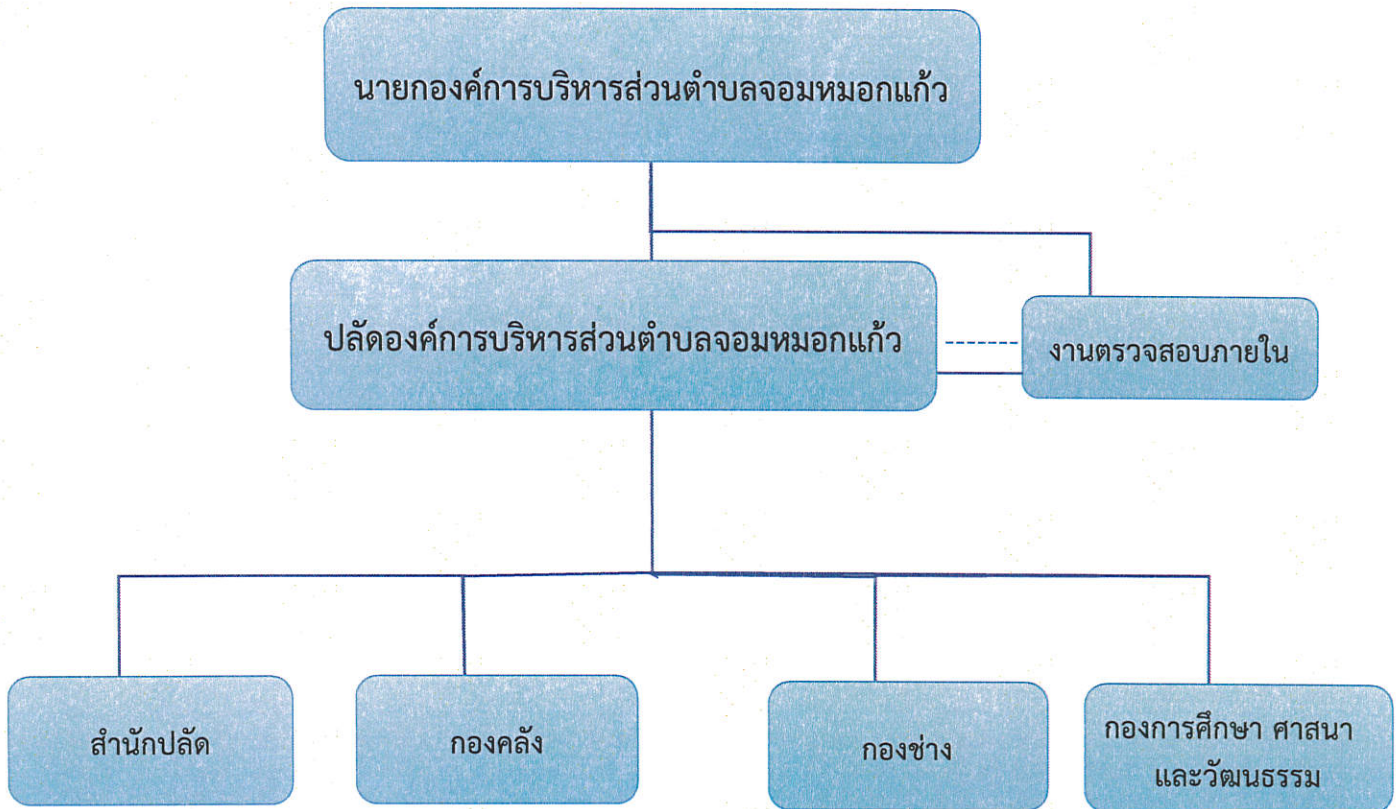 นายกองค์การบริหารส่วนตำบลจอมหมอกแก้ว
ปลัดองค์การบริหารส่วนตำบลจอมหมอกแก้ว
งานตรวจสอบภายใน
สำนักปลัด
กองคลัง
กองช่าง
กองการศึกษา ศาสนา
และวัฒนธรรม